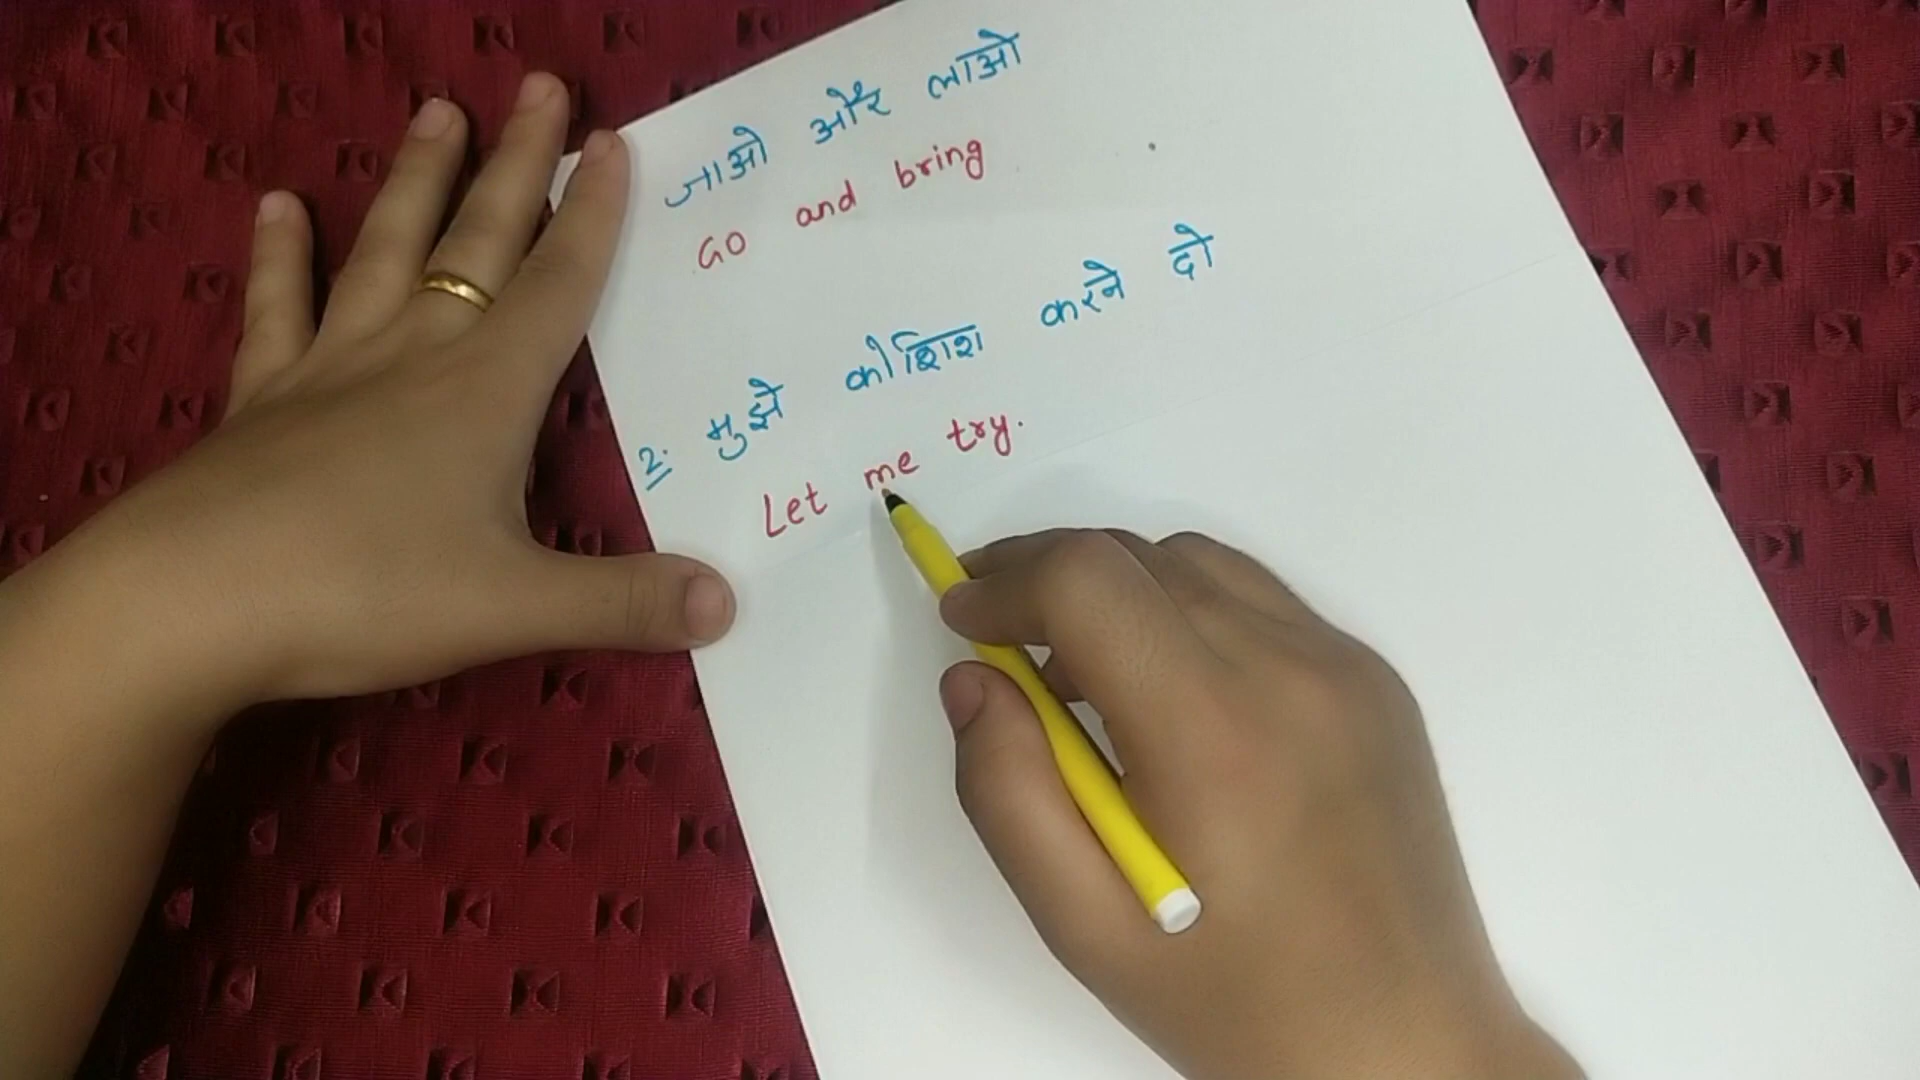 जाओ और लाओ
Go and bring
2. मुझे कोशिश करने दो
Let me try.